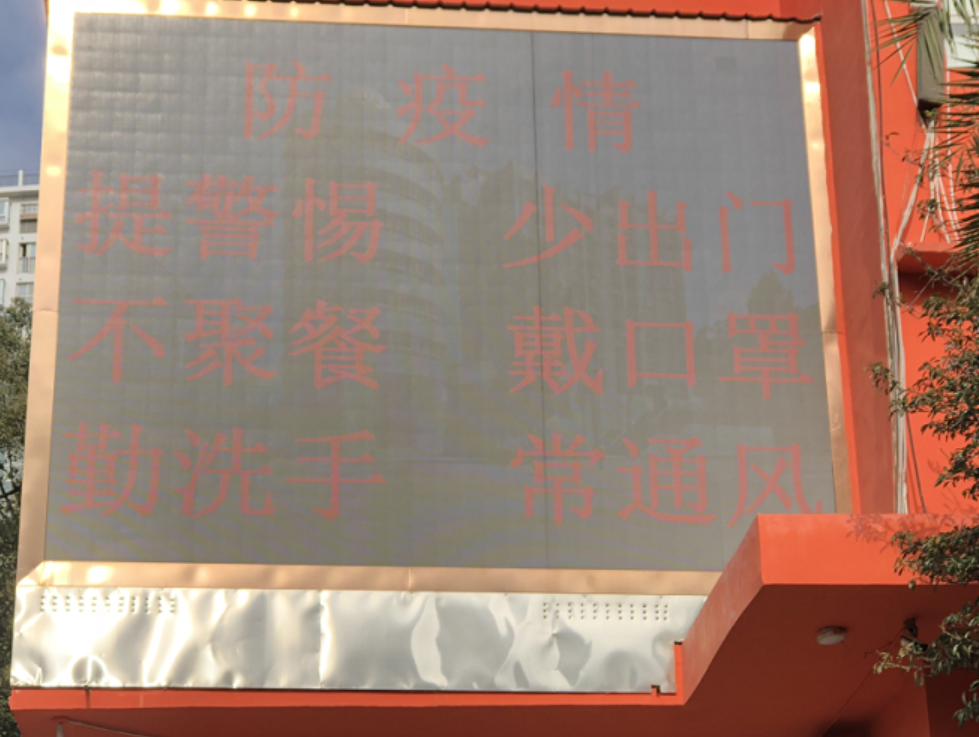 防疫情
提警惕 少出门
不聚餐 戴口罩
勤洗手 常通风